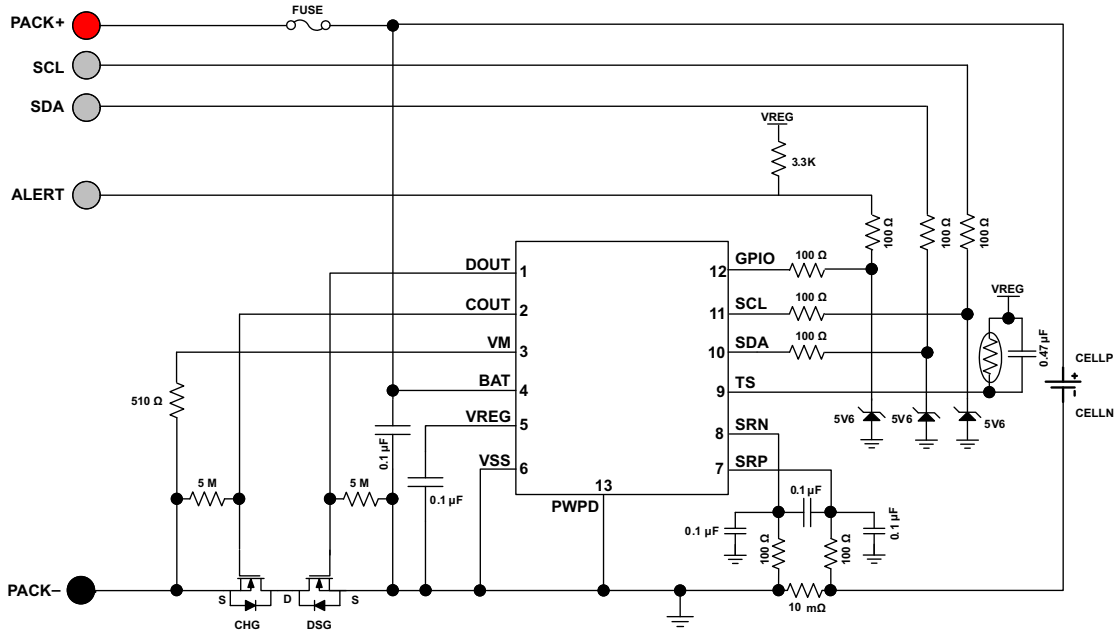 PACK+
FUSE
SCL
SDA
VREG
3.3K
ALERT
100 Ω
100 Ω
100 Ω
DOUT
1
COUT
2
VM
3
BAT
4
VREG
5
VSS
6
13
PWPD
12
GPIO
100 Ω
11
SCL
100 Ω
10
SDA
100 Ω
9
TS
8
SRN
7
SRP
VREG
0.47 µF
CELLP
+
-
CELLN
5V6
5V6
5V6
510 Ω
0.1 µF
0.1 µF
5 M
5 M
0.1 µF
0.1 µF
0.1 µF
100 Ω
100 Ω
10 mΩ
PACK–
S
D
S
CHG
DSG